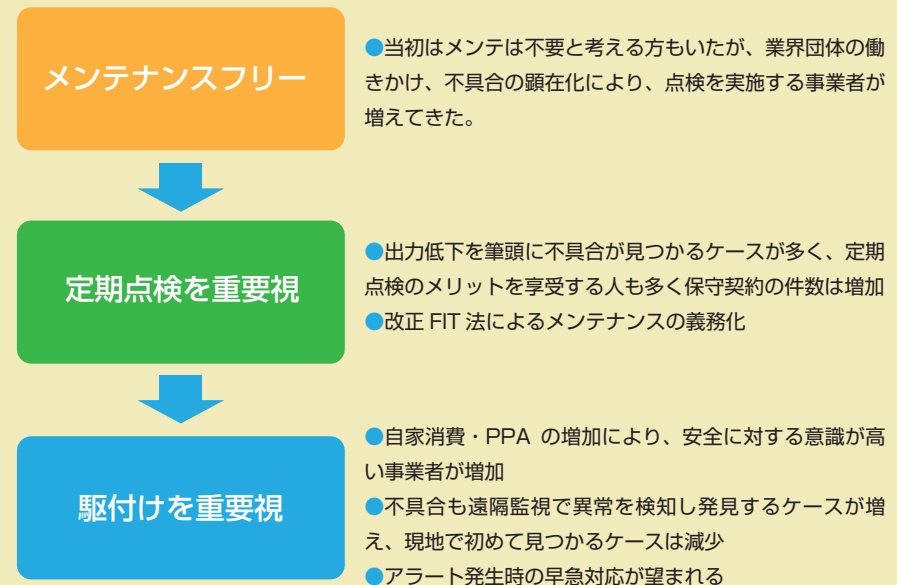 メンテナンスフリー
●当初はメンテは不要と考える方もいたが、業界団体の働
きかけ、不具合の顕在化により、点検を実施する事業者が
増えてきた。
定期点検を重要視
●出力低下を筆頭に不具合が見つかるケースが多く、定期
点検のメリットを享受する人も多く保守契約の件数は増加
●改正 FIT 法によるメンテナンスの義務化
駆付けを重要視
●自家消費・PPA の増加により、安全に対する意識が高
い事業者が増加
●不具合も遠隔監視で異常を検知し発見するケースが増
え、現地で初めて見つかるケースは減少
●アラート発生時の早急対応が望まれる